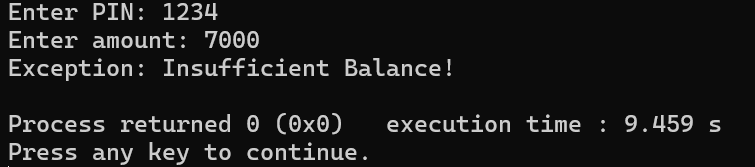 Enter PIN: 1234
Enter amount: 7000
Exception: Insufficient Balance!
Process returned 0 (0x0)   execution time : 9.459 s
Press any key to continue.